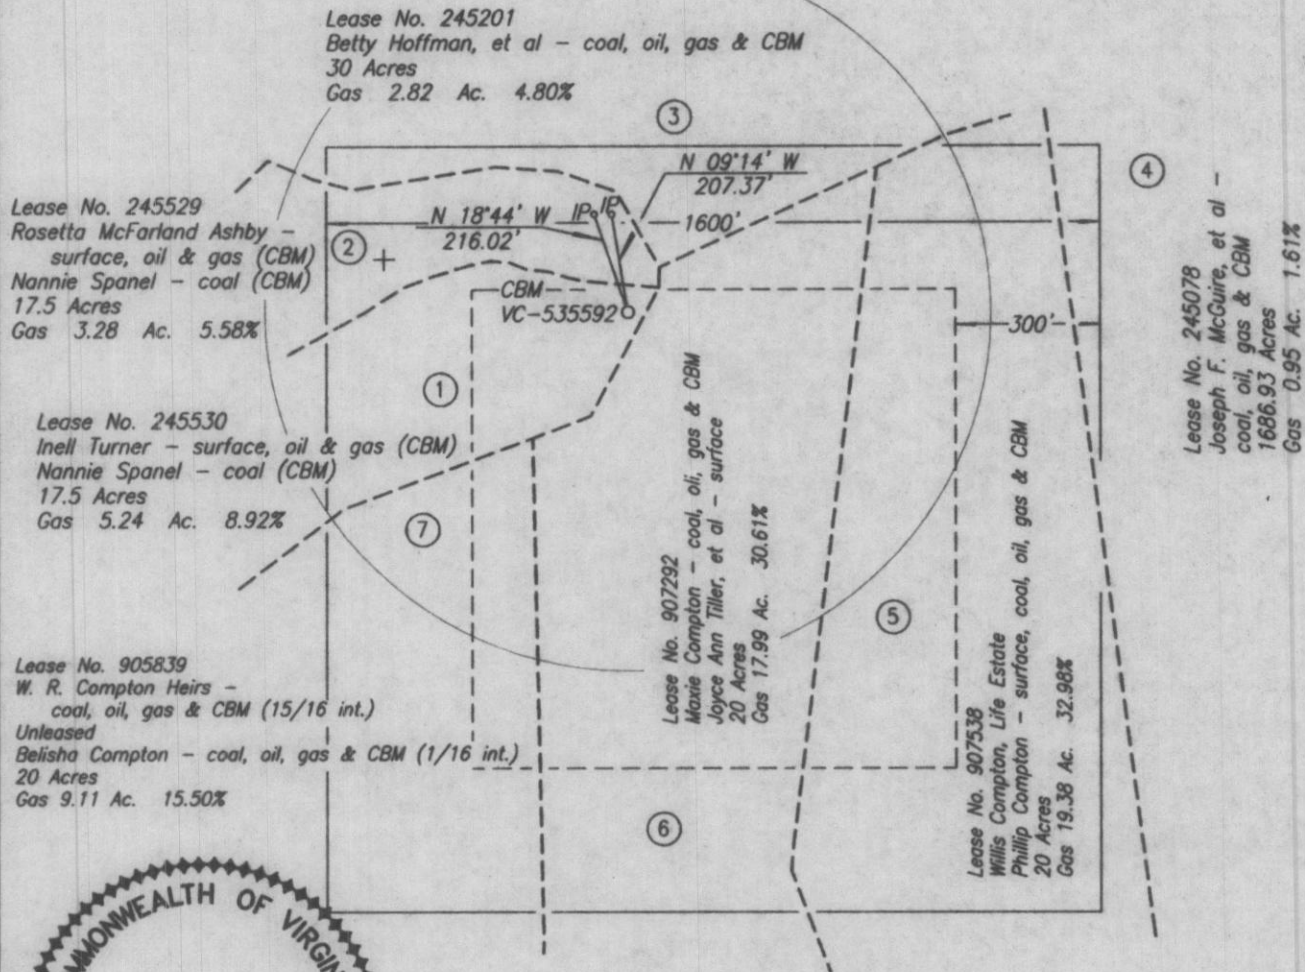 Lease No. 245201
Betty Hoffman, et al - coal, oil, gas & CBM
30 Acres
Gas 2.82 Ac. 4.80%
3
4
N 09°14' W
207.37'
Lease No. 245529
Rosetta McFarland Ashby -
surface, oil & gas (CBM)
Nannie Spanel - coal (CBM)
17.5 Acres
Gas 3.28 Ac. 5.58%
2
N 18°44' W
216.02'
IP IP
1600'
CBM
VC-535592
300'
Lease No. 245078
Joseph F. McGuire, et al -
coal, oil, gas & CBM
1686.93 Acres
Gas 0.95 Ac. 1.61%
1
Lease No. 245530
Inell Turner - surface, oil & gas (CBM)
Nannie Spanel - coal (CBM)
17.5 Acres
Gas 5.24 Ac. 8.92%
7
Lease No. 907292
Maxie Compton - coal, oil, gas & CBM
Joyce Ann Tiller, et al - surface
20 Acres
Gas 17.99 Ac. 30.61%
5
Lease No. 907538
Willis Compton, Life Estate
Phillip Compton - surface, coal, oil, gas & CBM
20 Acres
Gas 19.38 Ac. 32.98%
Lease No. 905839
W. R. Compton Heirs -
coal, oil, gas & CBM (15/16 int.)
Unleased
Belisha Compton - coal, oil, gas & CBM (1/16 int.)
20 Acres
Gas 9.11 Ac. 15.50%
6
MMONWEALTH OF VIRGIN